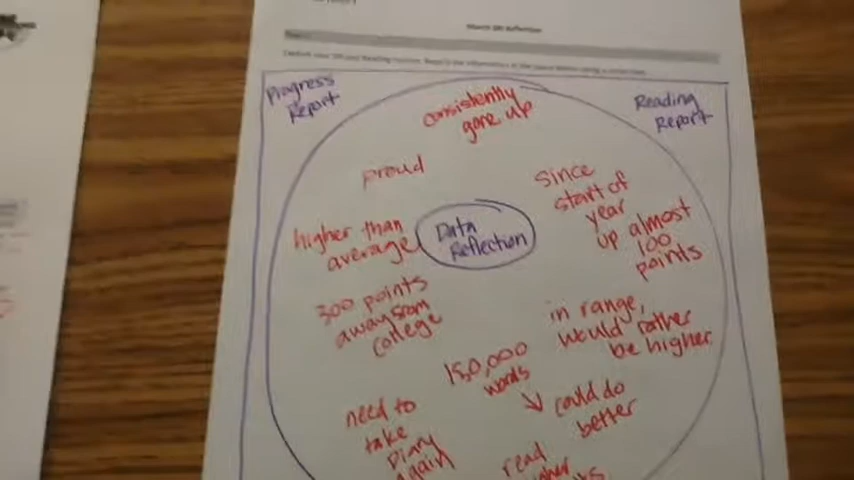 Progress
Report
consistently
gone up
Reading
Report
proud
since
start of
year
up almost
100
points
higher than
average
Data
Reflection
300 points
away from
college
in range,
would rather
be higher
150,000
words
could do
better
need to
take
Diary
again
read